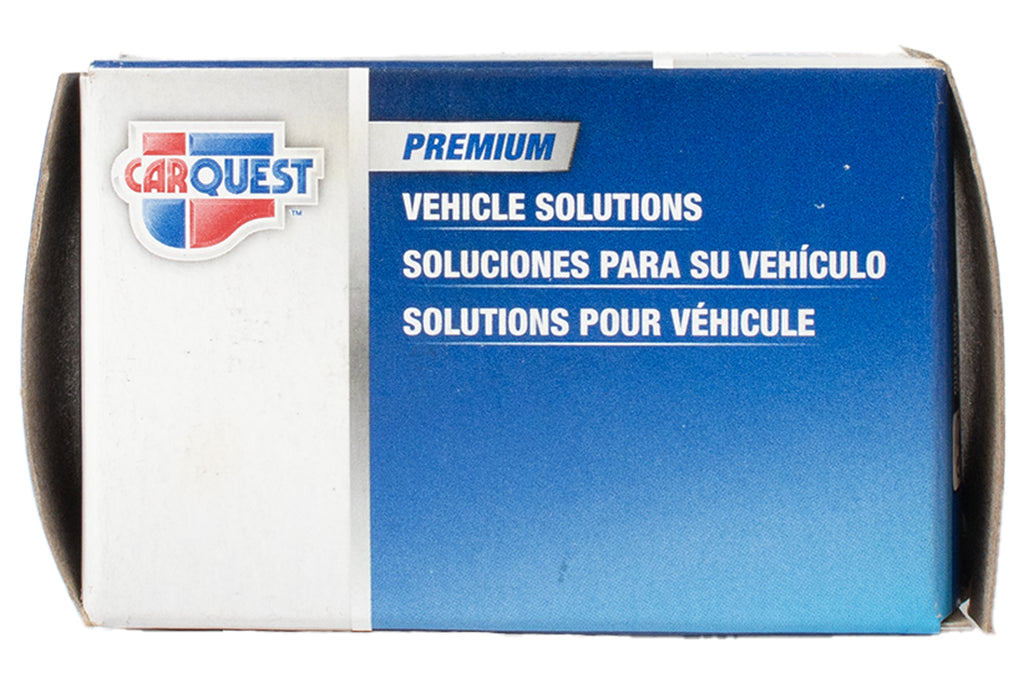 CARQUEST
TM
PREMIUM
VEHICLE SOLUTIONS
SOLUCIONES PARA SU VEHÍCULO
SOLUTIONS POUR VÉHICULE